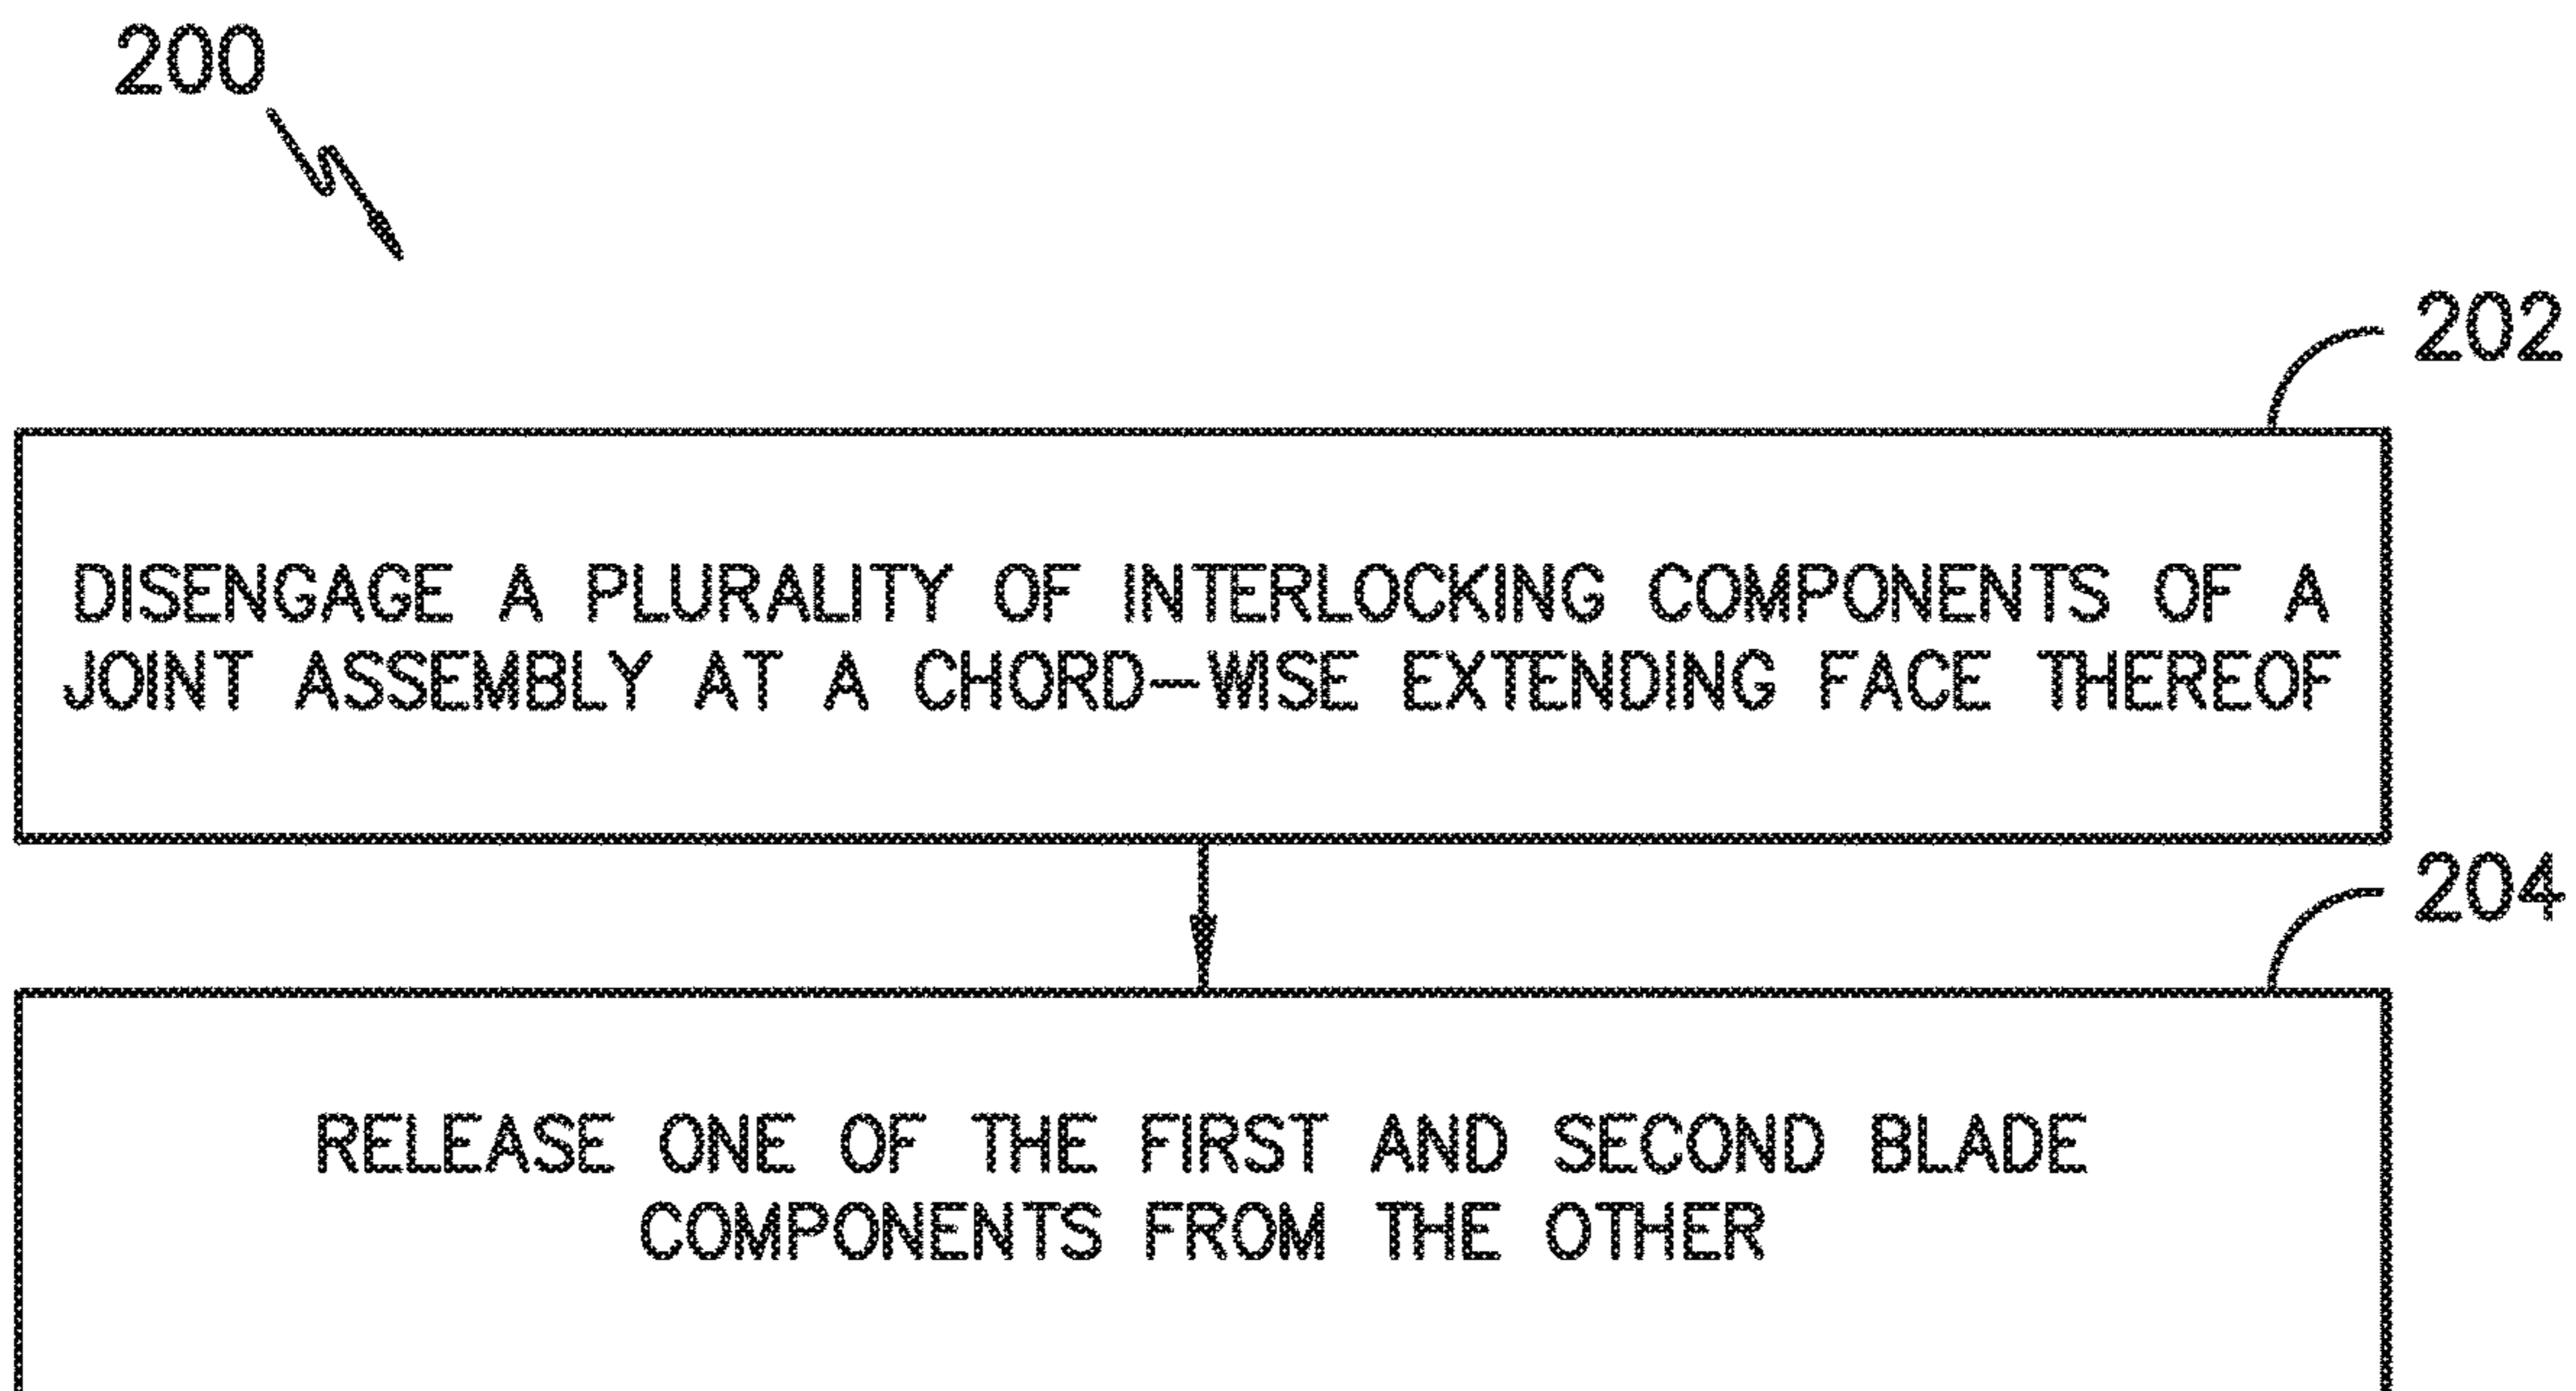 200
202
DISENGAGE A PLURALITY OF INTERLOCKING COMPONENTS OF A
JOINT ASSEMBLY AT A CHORD-WISE EXTENDING FACE THEREOF
204
RELEASE ONE OF THE FIRST AND SECOND BLADE
COMPONENTS FROM THE OTHER